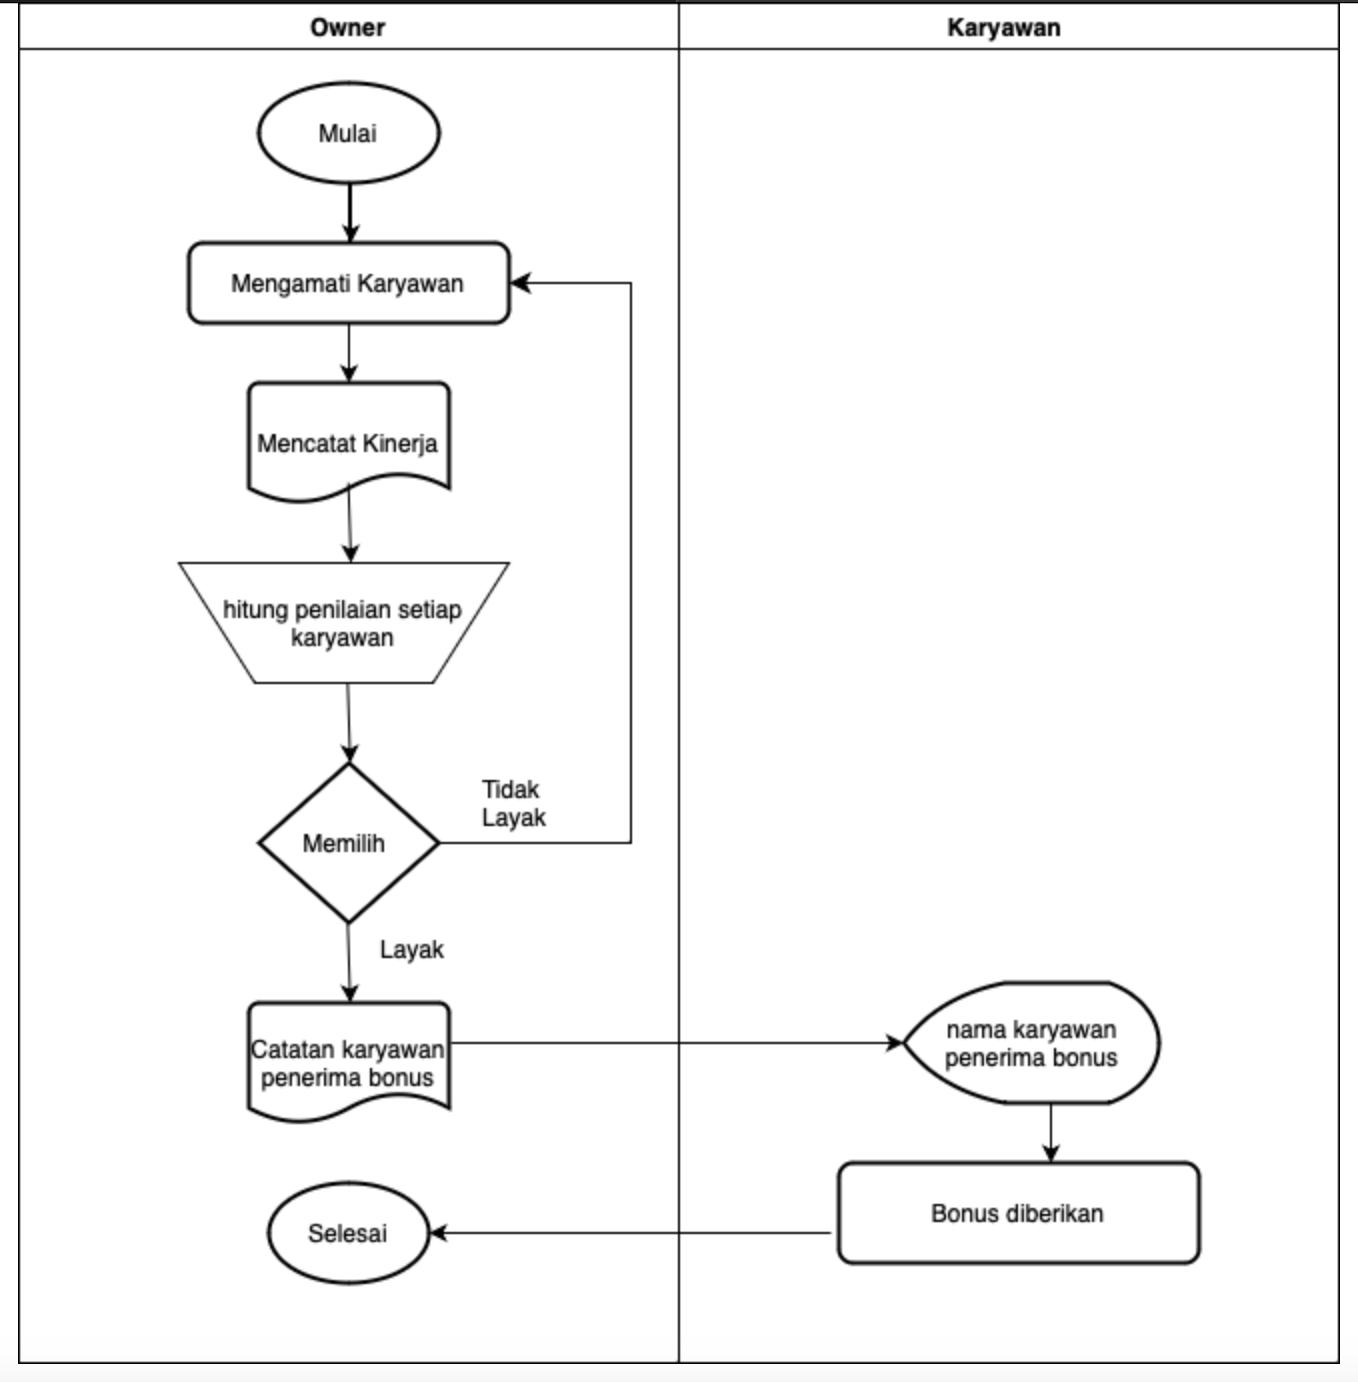 Owner
Karyawan
Mulai
Mengamati Karyawan
Mencatat Kinerja
hitung penilaian setiap
karyawan
Memilih
Tidak
Layak
Layak
Catatan karyawan
penerima bonus
nama karyawan
penerima bonus
Bonus diberikan
Selesai